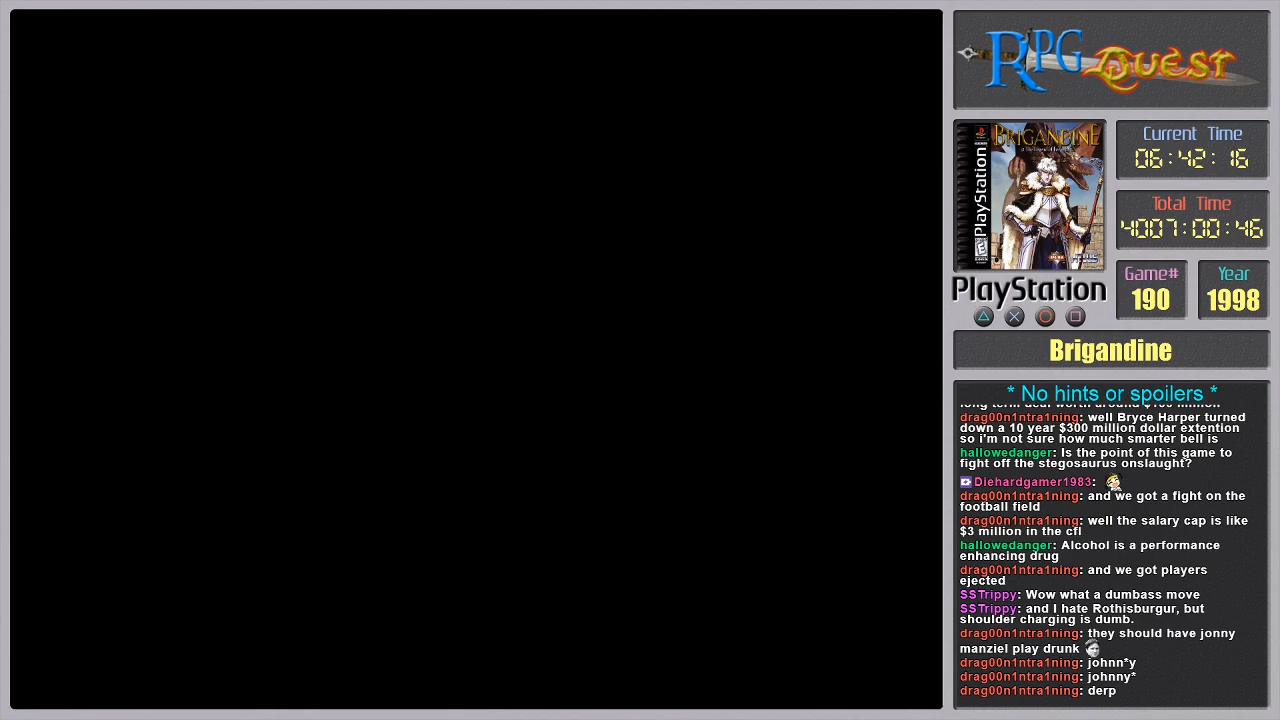 RPG Quest
BRIGANDINE
PlayStation
Current Time
06:42:16
Total Time
4007:00:46
PlayStation
Game#
190
Year
1998
Brigandine
* No hints or spoilers *
drag00n1ntra1ning: well Bryce Harper turned
down a 10 year $300 million dollar extention
so i'm not sure how much smarter bell is
hallowedanger: Is the point of this game to
fight off the stegosaurus onslaught?
Diehardgamer1983:
drag00n1ntra1ning: and we got a fight on the
football field
drag00n1ntra1ning: well the salary cap is like
$3 million in the cfl
hallowedanger: Alcohol is a performance
enhancing drug
drag00n1ntra1ning: and we got players
ejected
SSTrippy: Wow what a dumbass move
SSTrippy: and I hate Rothisburgur, but
shoulder charging is dumb.
drag00n1ntra1ning: they should have jonny
manziel play drunk
drag00n1ntra1ning: johnn*y
drag00n1ntra1ning: johnny*
drag00n1ntra1ning: derp